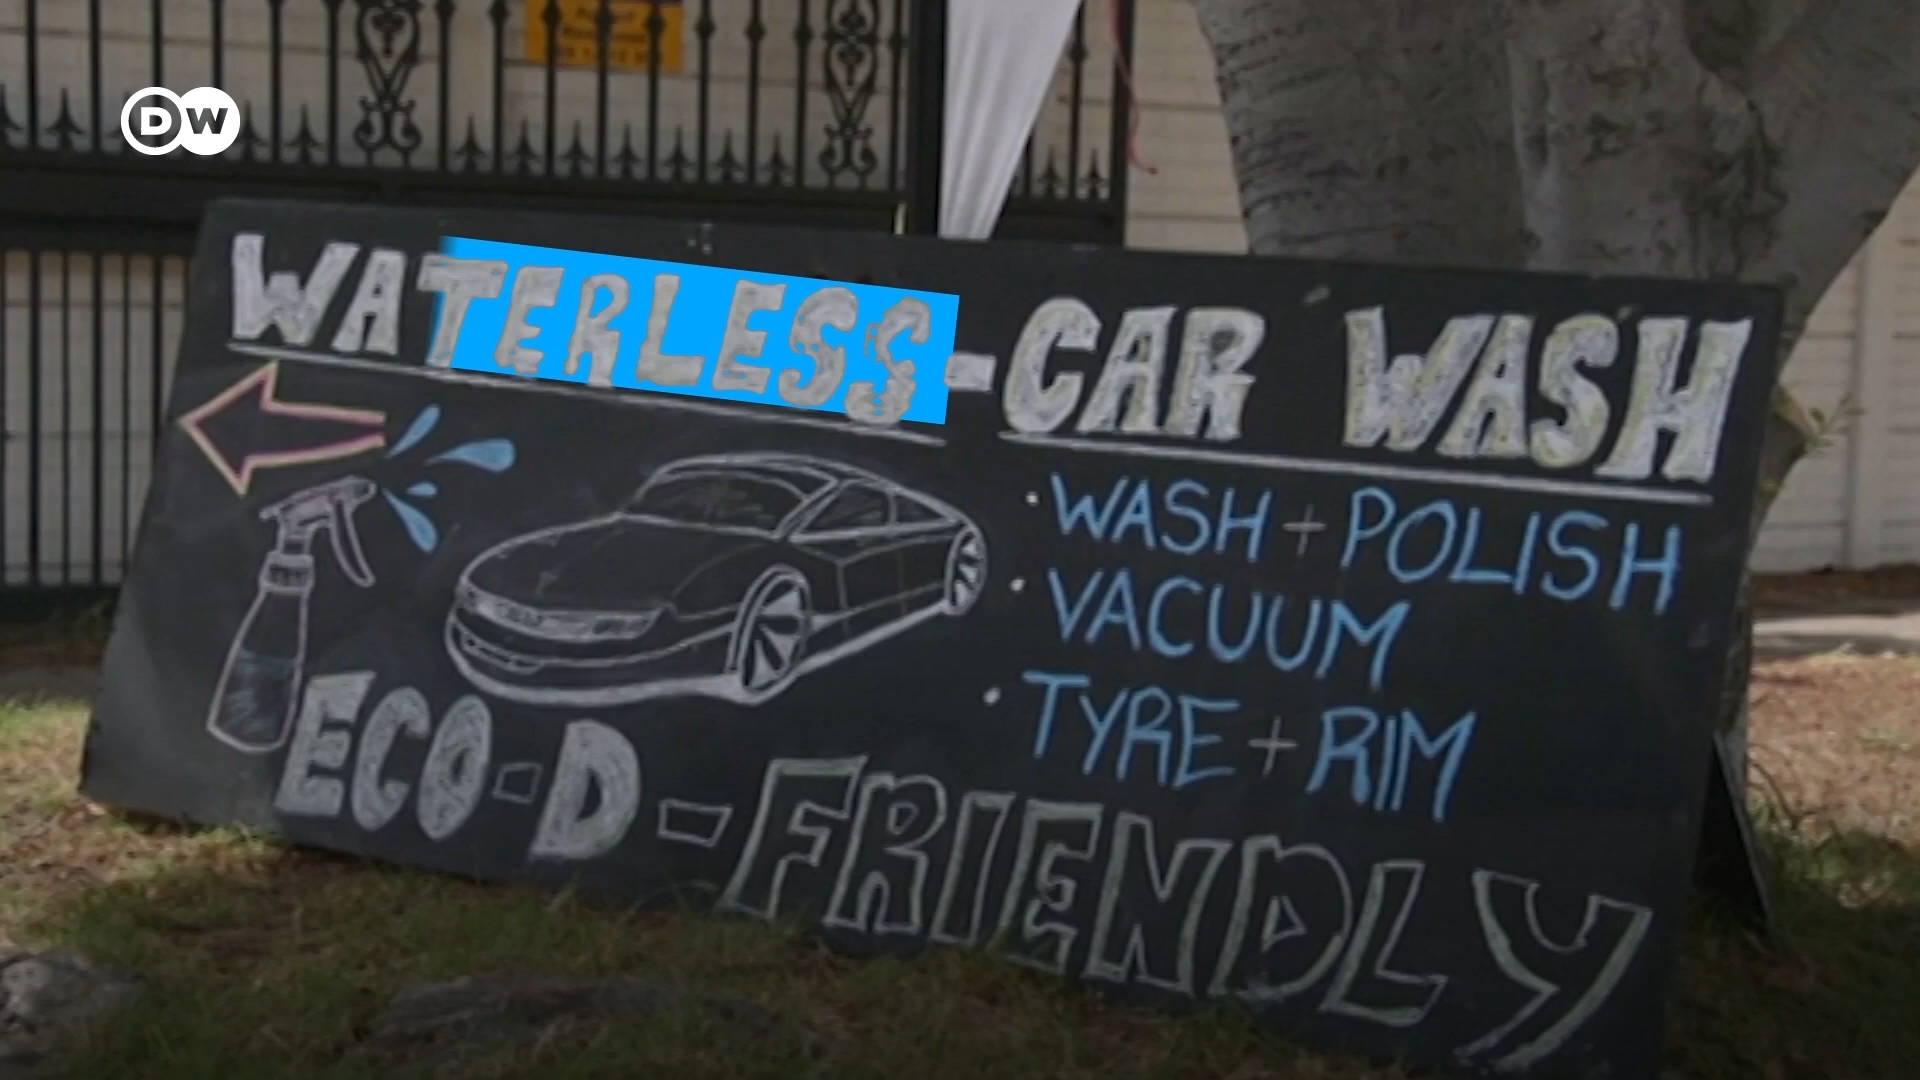 DW
WATERLESS-CAR WASH
• WASH + POLISH
• VACUUM
• TYRE + RIM
ECO-D-FRIENDLY